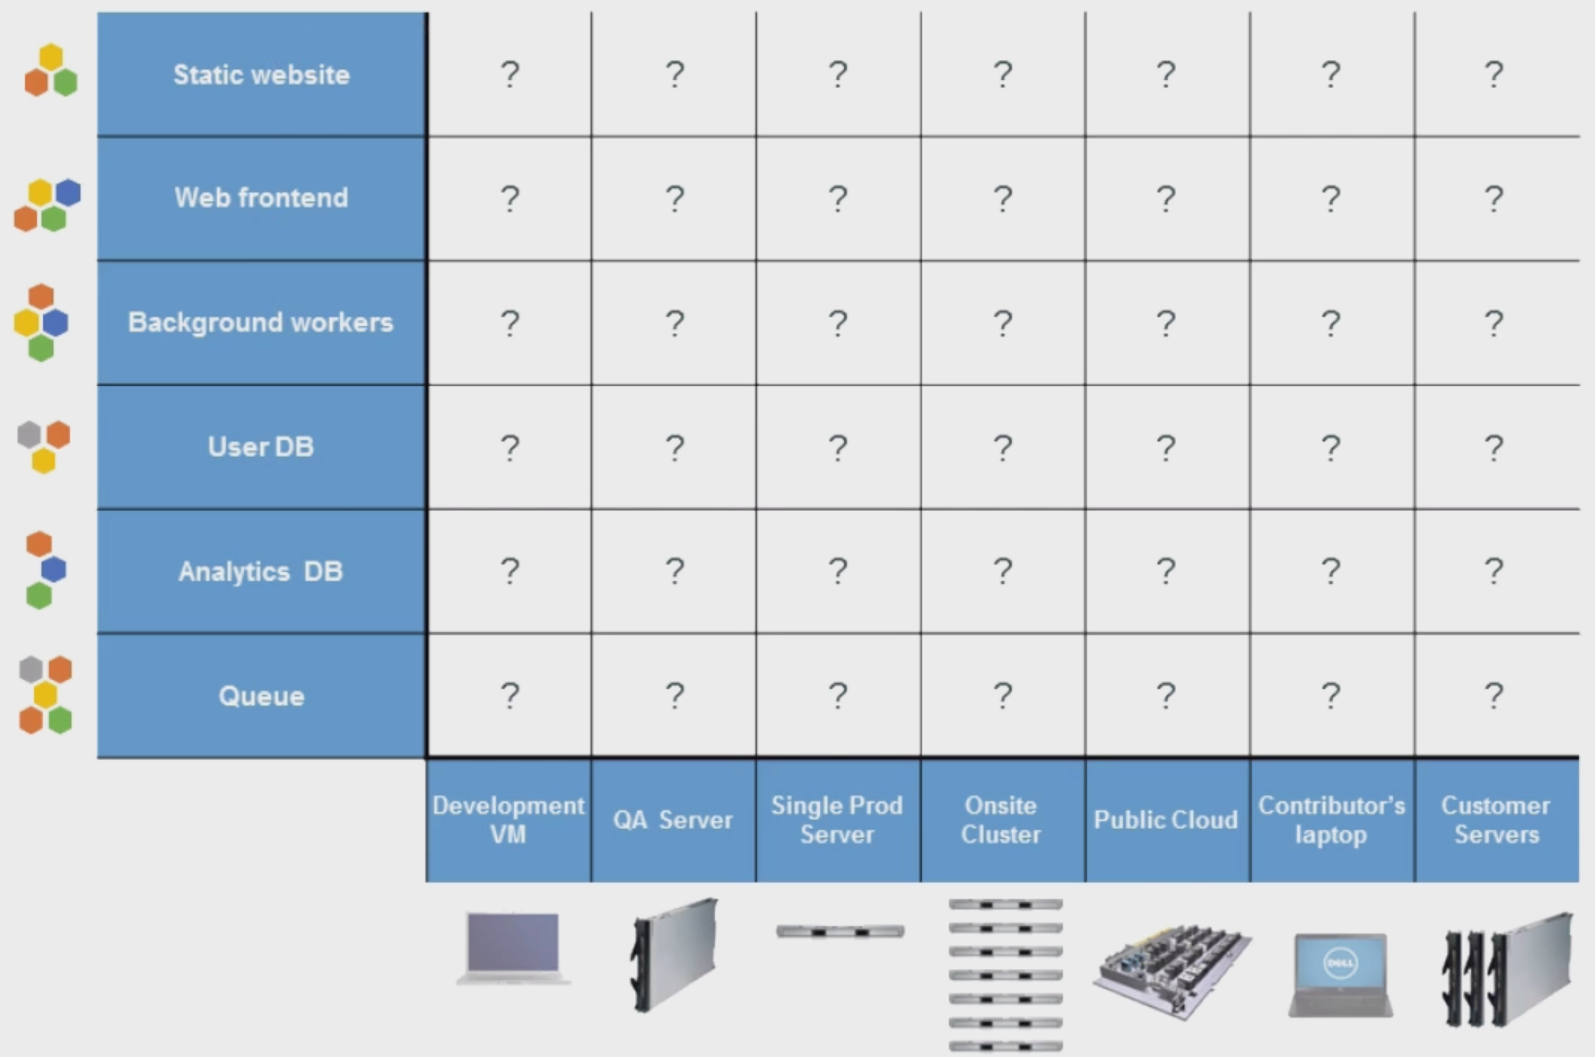 Static website ? ? ? ? ? ? ?
Web frontend ? ? ? ? ? ? ?
Background workers ? ? ? ? ? ? ?
User DB ? ? ? ? ? ? ?
Analytics DB ? ? ? ? ? ? ?
Queue ? ? ? ? ? ? ?
Development
VM
QA Server
Single Prod
Server
Onsite
Cluster
Public Cloud
Contributor’s
laptop
Customer
Servers
DELL